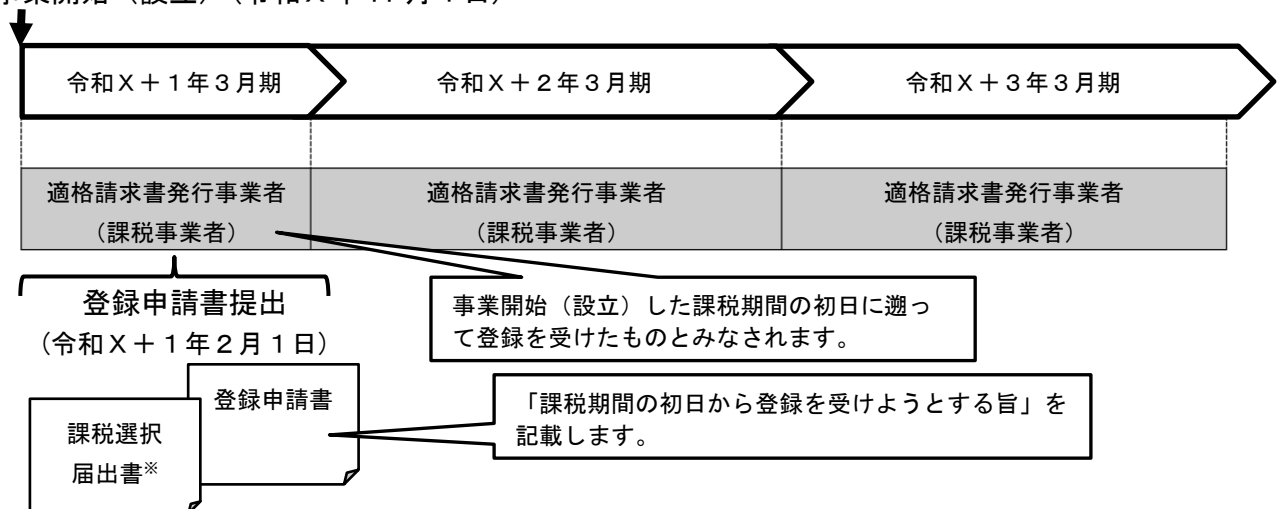 令和Ｘ＋１年３月期
令和Ｘ＋２年３月期
令和Ｘ＋３年３月期
適格請求書発行事業者
（課税事業者）
適格請求書発行事業者
（課税事業者）
適格請求書発行事業者
（課税事業者）
登録申請書提出
（令和Ｘ＋１年２月１日）
事業開始（設立）した課税期間の初日に遡っ
て登録を受けたものとみなされます。
登録申請書
「課税期間の初日から登録を受けようとする旨」を
記載します。
課税選択
届出書※